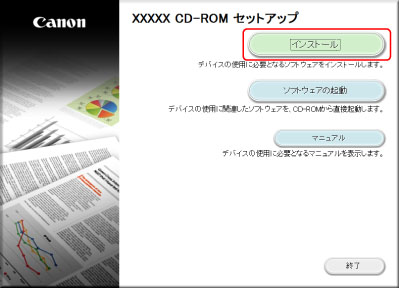 Canon
XXXXX CD-ROM セットアップ
インストール
デバイスの使用に必要となるソフトウェアをインストールします。
ソフトウェアの起動
デバイスの使用に関連したソフトウェアを、CD-ROMから直接起動します。
マニュアル
デバイスの使用に必要となるマニュアルを表示します。
終了